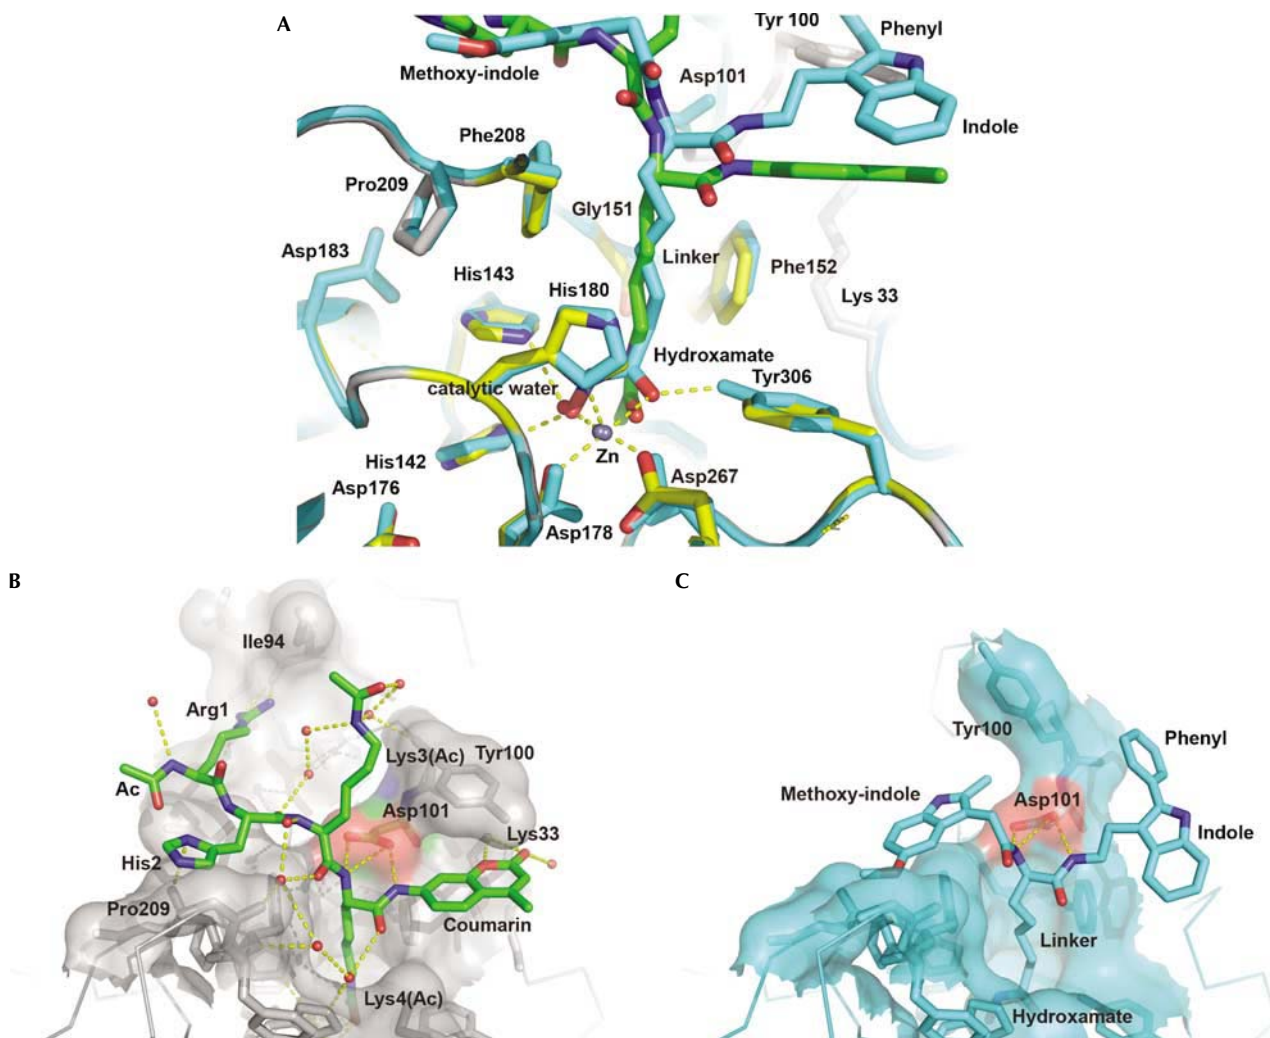 A
Tyr 100
Phenyl
Methoxy-indole
Asp101
Indole
Phe208
Pro209
Gly151
Asp183
Linker
His143
Phe152
His180
Lys 33
Hydroxamate
Tyr306
catalytic water
His142
Zn
Asp267
Asp176
Asp178
B
C
Ile94
Arg1
Lys3(Ac)
Tyr100
Ac
Asp101
Lys33
His2
Pro209
Coumarin
Lys4(Ac)
Tyr100
Phenyl
Methoxy-indole
Asp101
Indole
Linker
Hydroxamate